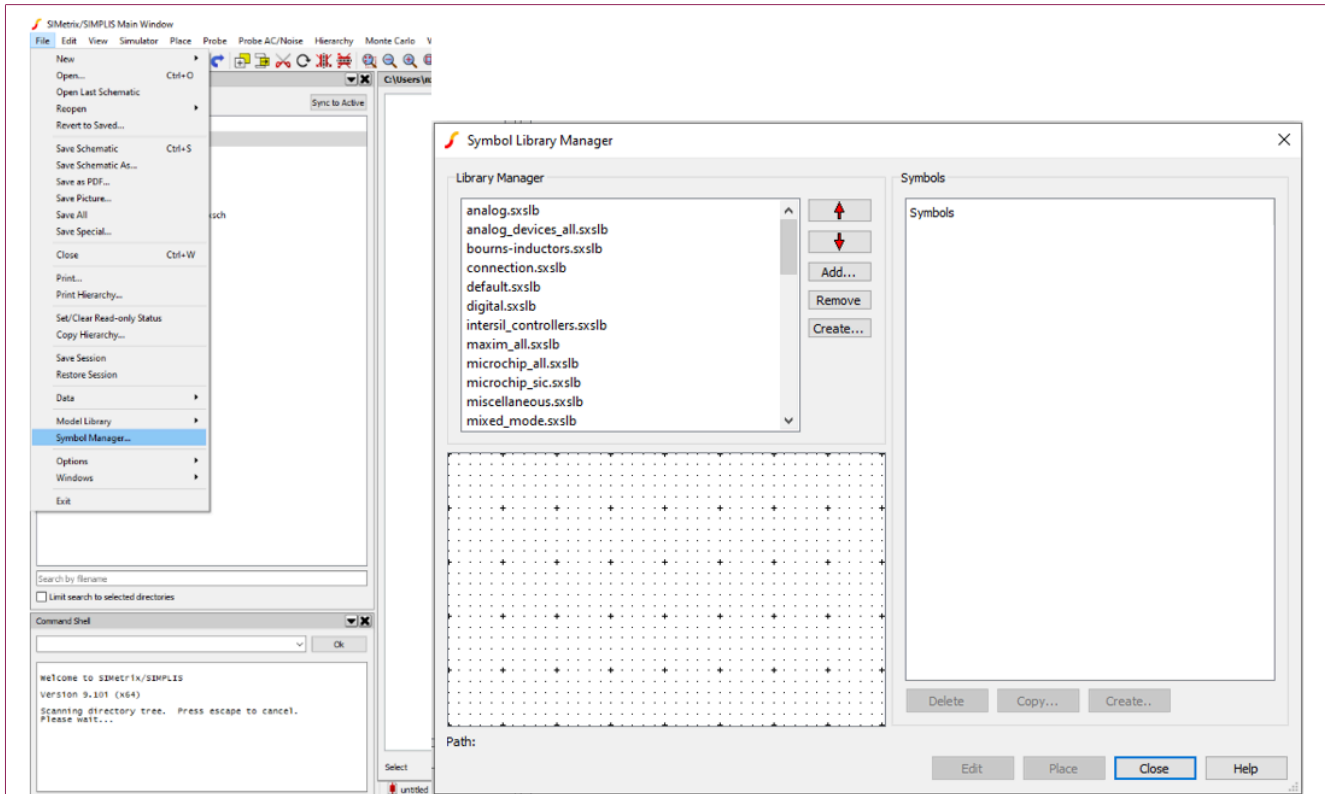 SIMetrix/SIMPLIS Main Window
File Edit View Simulator Place Probe Probe AC/Noise Hierarchy Monte Carlo
New
Open... Ctrl+O
Open Last Schematic
Reopen
Revert to Saved...
Save Schematic Ctrl+S
Save Schematic As...
Save as PDF...
Save Picture...
Save All
Save Special...
Close Ctrl+W
Print...
Print Hierarchy...
Set/Clear Read-only Status
Copy Hierarchy...
Save Session
Restore Session
Data
Model Library
Symbol Manager...
Options
Windows
Exit
Sync to Active
ksch
Search by filename
Limit search to selected directories
Command Shell
Ok
Welcome to SIMetrix/SIMPLIS
Version 9.101 (x64)
Scanning directory tree. Press escape to cancel.
Please wait...
C:\Users\
Select
untitled
Symbol Library Manager
Library Manager
analog.sxslb
analog_devices_all.sxslb
bourns-inductors.sxslb
connection.sxslb
default.sxslb
digital.sxslb
intersil_controllers.sxslb
maxim_all.sxslb
microchip_all.sxslb
microchip_sic.sxslb
miscellaneous.sxslb
mixed_mode.sxslb
Add...
Remove
Create...
Symbols
Symbols
Delete Copy... Create..
Path:
Edit Place Close Help